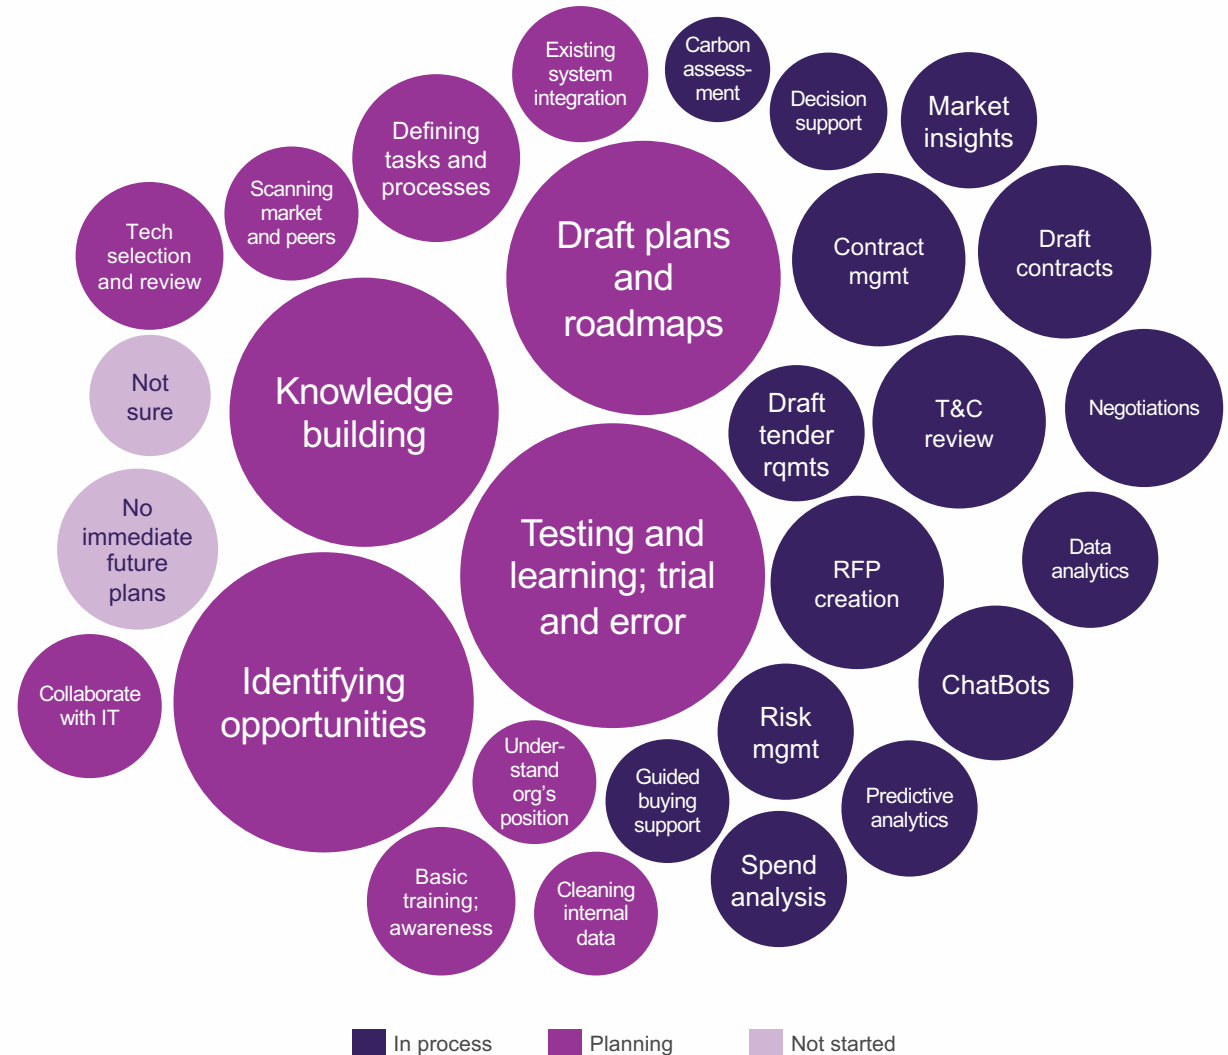 Existing
system
integration
Carbon
assess-
ment
Decision
support
Market
insights
Defining
tasks and
processes
Scanning
market
and peers
Tech
selection
and review
Draft plans
and
roadmaps
Contract
mgmt
Draft
contracts
Not
sure
Knowledge
building
Draft
tender
rqmts
T&C
review
Negotiations
No
immediate
future
plans
Testing and
learning; trial
and error
RFP
creation
Data
analytics
Collaborate
with IT
Identifying
opportunities
Under-
stand
org’s
position
Guided
buying
support
Risk
mgmt
ChatBots
Predictive
analytics
Basic
training;
awareness
Cleaning
internal
data
Spend
analysis
In process
Planning
Not started